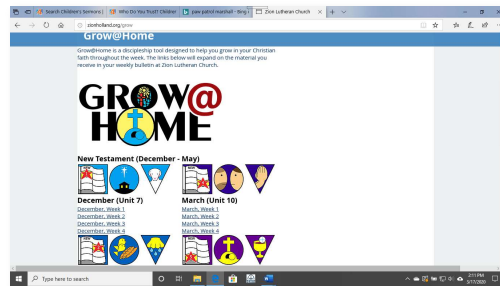 Search Children's Sermons |
Who Do You Trust? Children
paw patrol marshall - Bing
Zion Lutheran Church
zionholland.org/grow
Grow@Home
Grow@Home is a discipleship tool designed to help you grow in your Christian
faith throughout the week. The links below will expand on the material you
receive in your weekly bulletin at Zion Lutheran Church.
GROW@
HOME
New Testament (December - May)
December (Unit 7)
March (Unit 10)
December, Week 1
March, Week 1
December, Week 2
March, Week 2
December, Week 3
March, Week 3
December, Week 4
March, Week 4
Type here to search
2:11 PM
3/17/2020